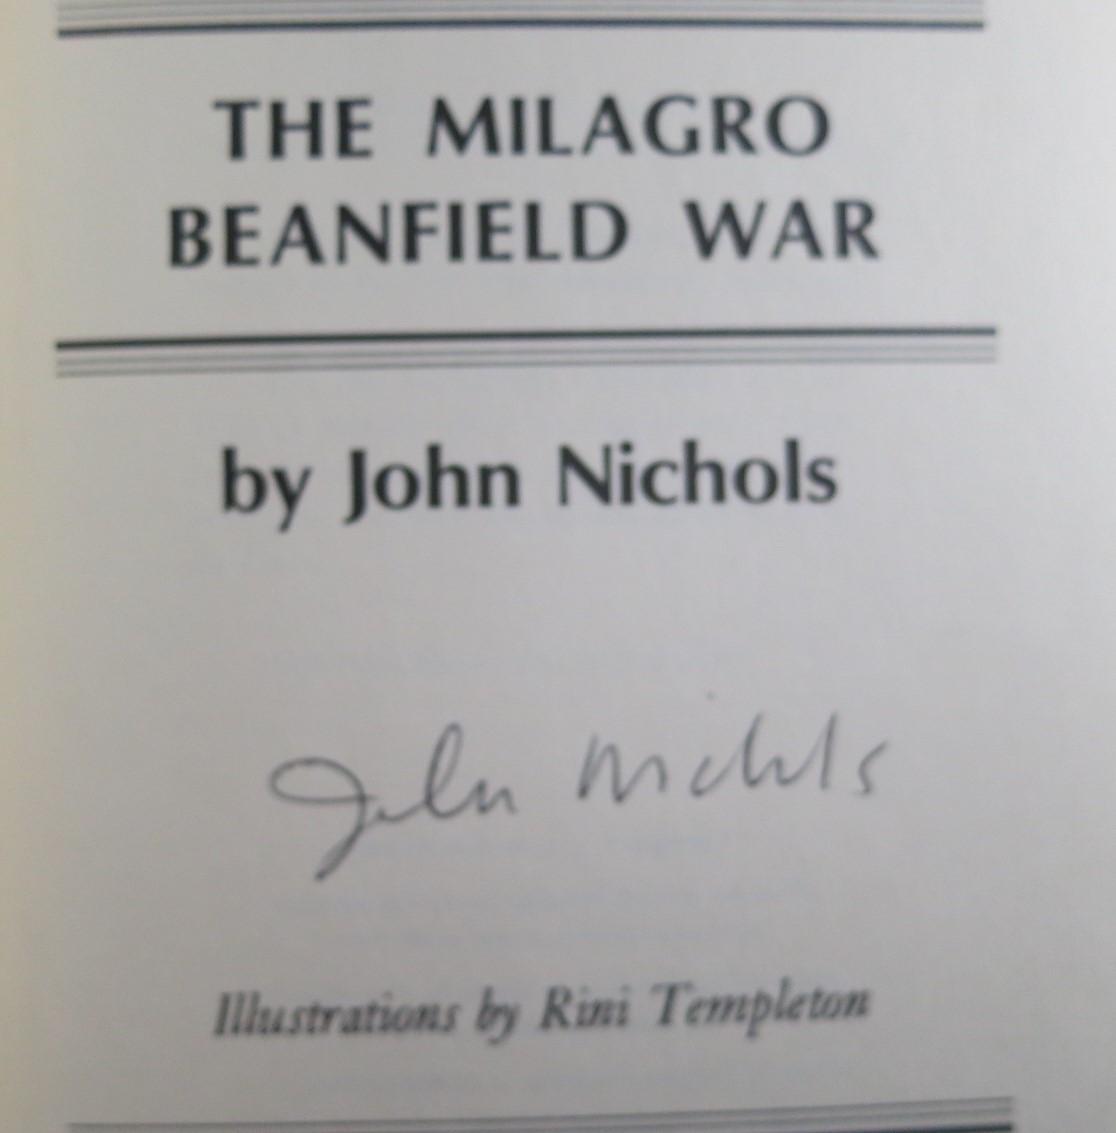 THE MILAGRO
BEANFIELD WAR
by John Nichols
John Nichols
Illustrations by Rini Templeton